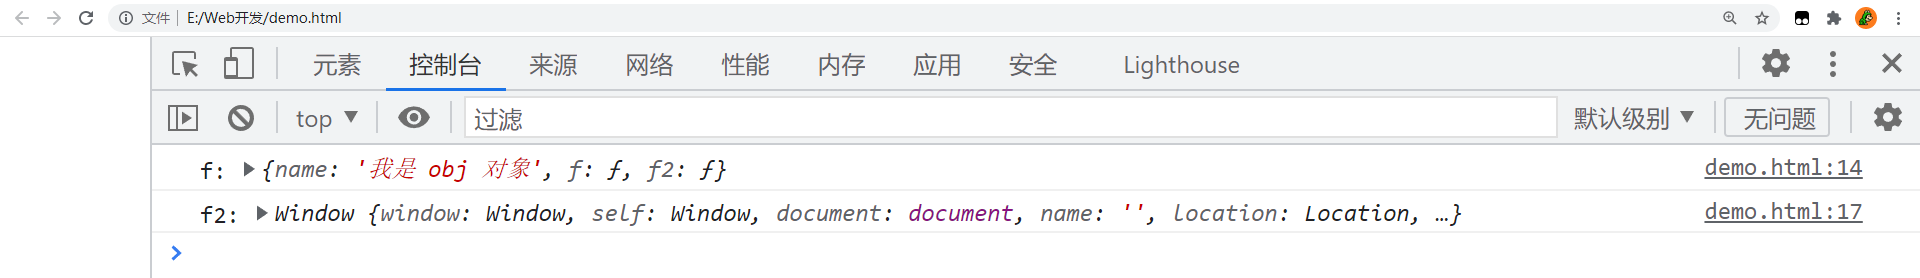 文件 | E:/Web开发/demo.html
元素 控制台 来源 网络 性能 内存 应用 安全 Lighthouse
top ▼ 过滤 默认级别 ▼ 无问题
f: ▶{name: '我是 obj 对象', f: ƒ, f2: ƒ} demo.html:14
f2: ▶Window {window: Window, self: Window, document: document, name: '', location: Location, …} demo.html:17
>